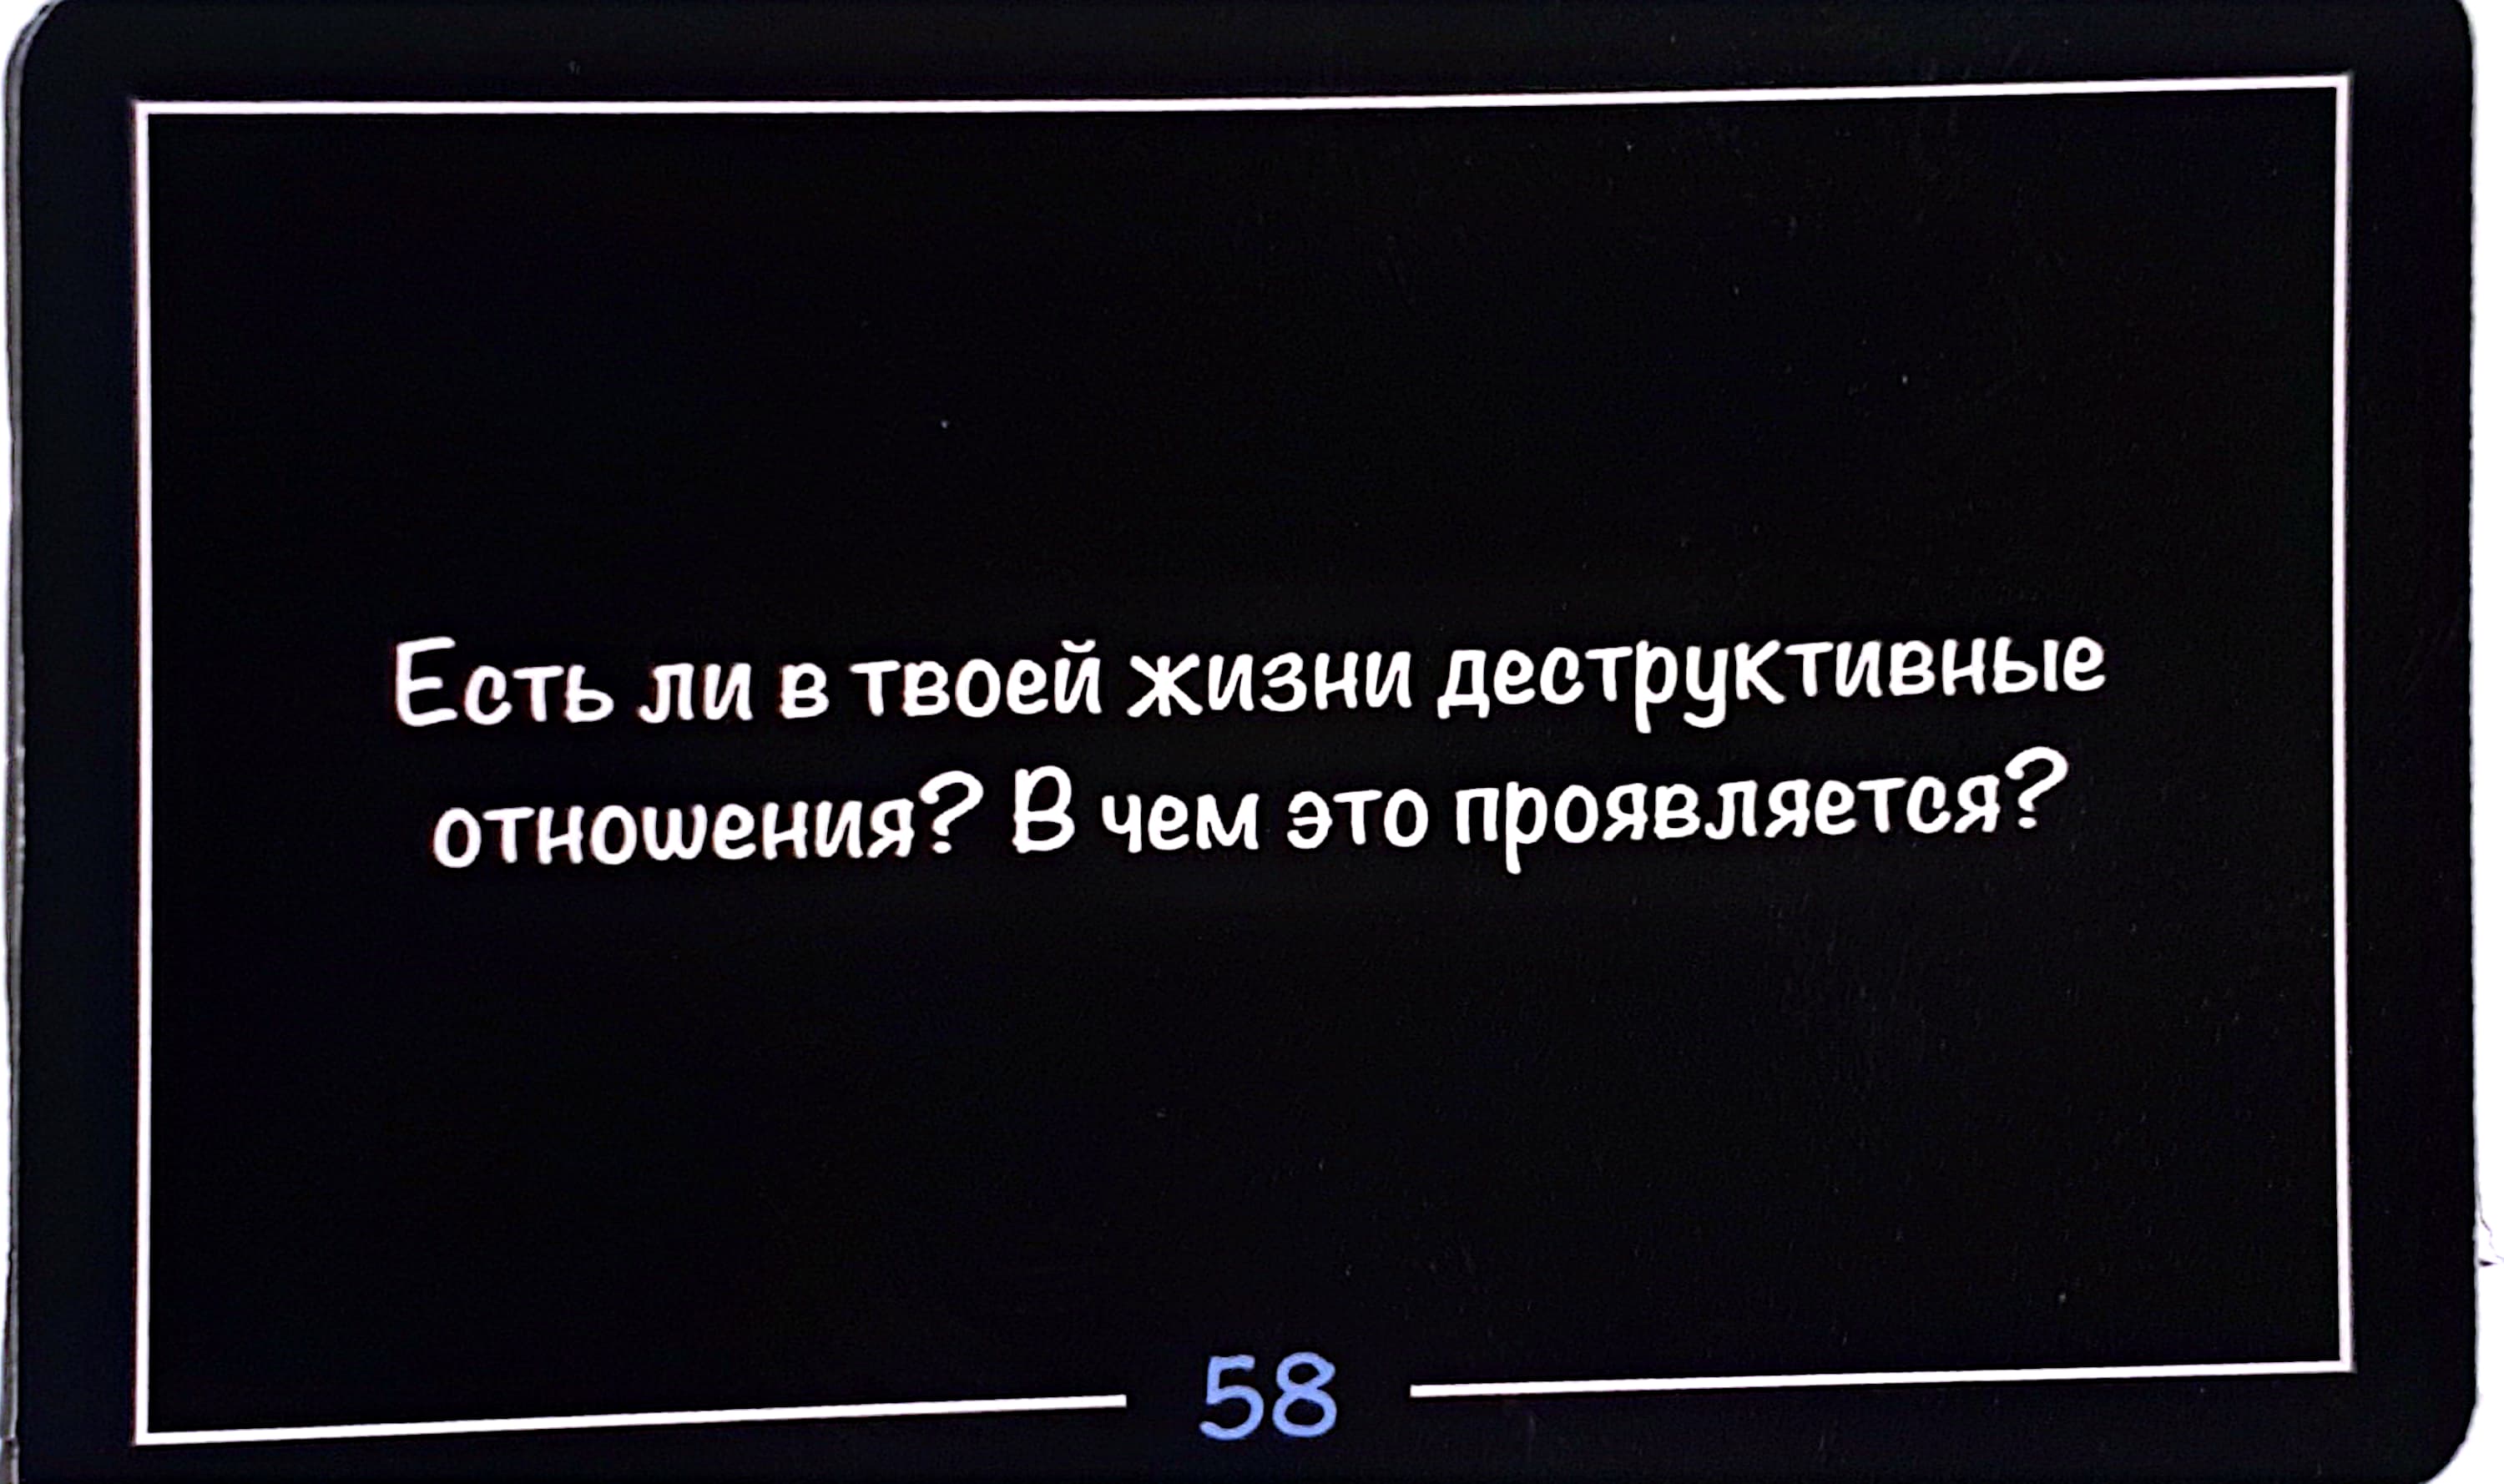 Есть ли в твоей жизни деструктивные
отношения? В чем это проявляется?
58